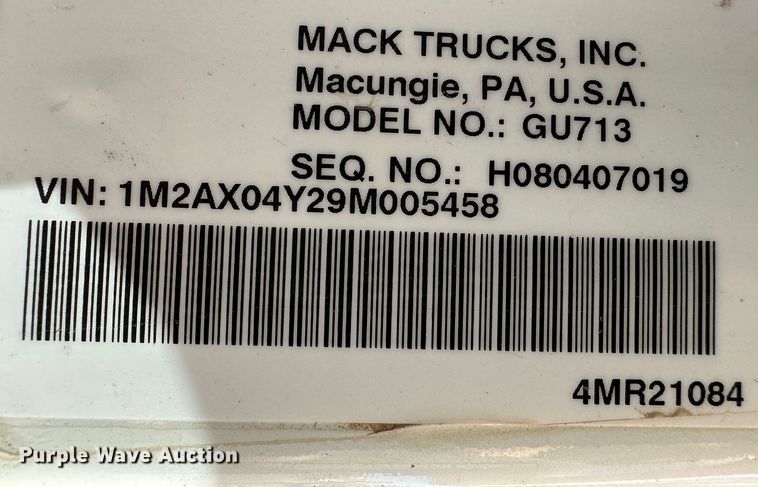 MACK TRUCKS, INC.
Macungie, PA, U.S.A.
MODEL NO.: GU713
SEQ. NO.: H080407019
VIN: 1M2AX04Y29M005458
4MR21084
Purple Wave Auction